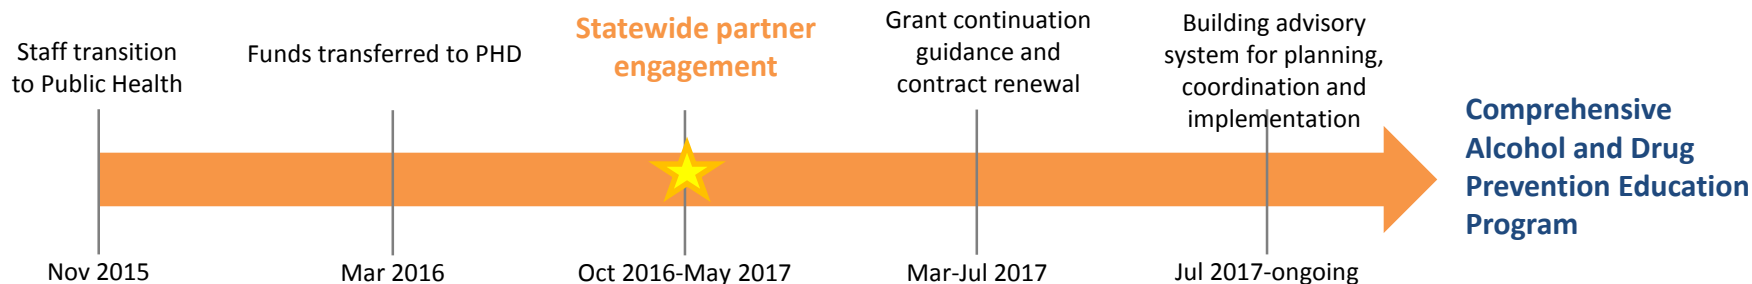 Staff transition
to Public Health
Funds transferred to PHD
Statewide partner
engagement
Grant continuation
guidance and
contract renewal
Building advisory
system for planning,
coordination and
implementation
Comprehensive
Alcohol and Drug
Prevention Education
Program
Nov 2015
Mar 2016
Oct 2016-May 2017
Mar-Jul 2017
Jul 2017-ongoing